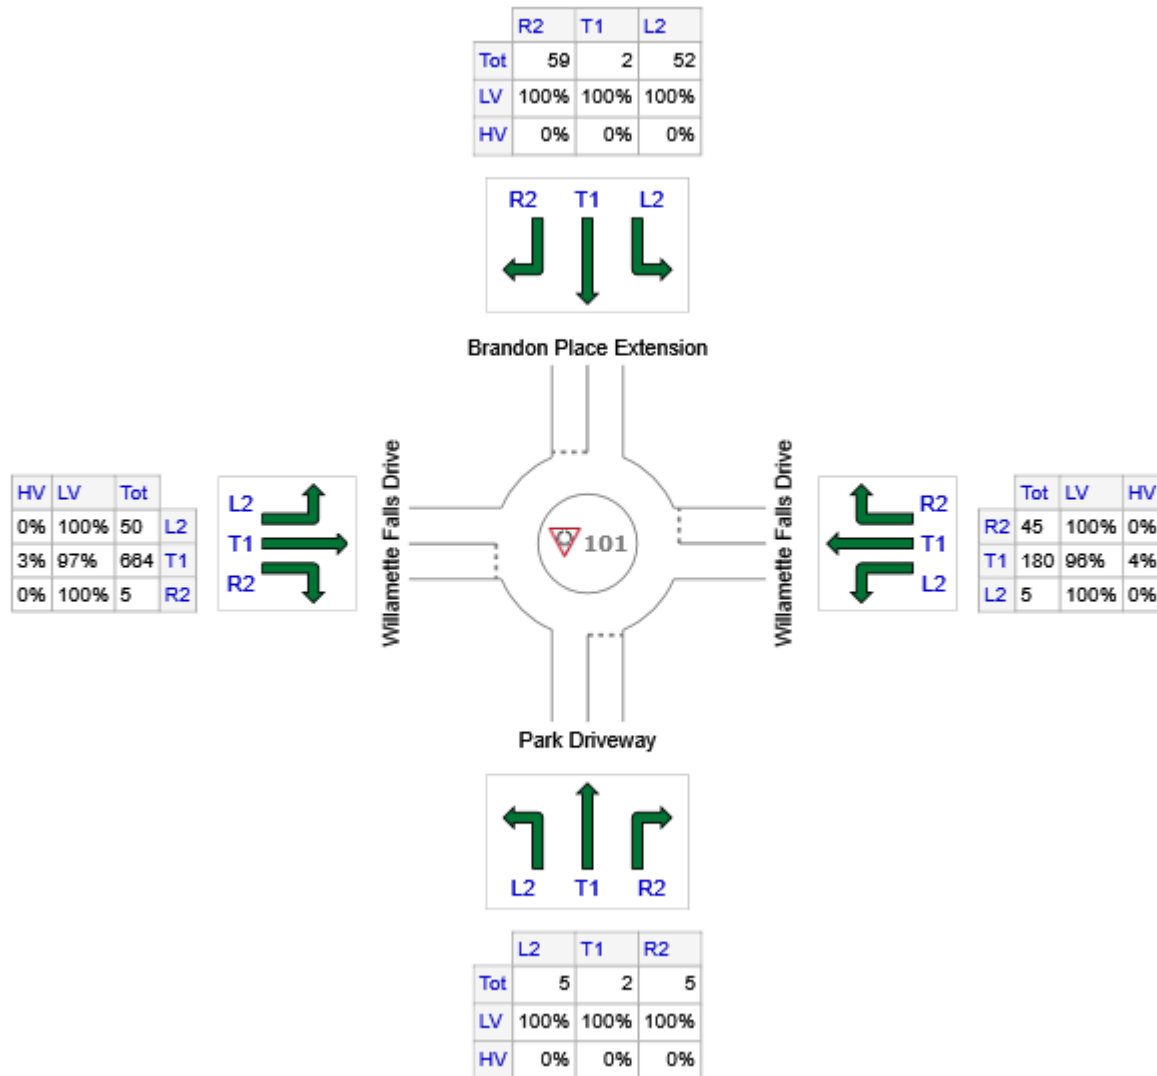 R2 T1 L2
Tot 59 2 52
LV 100% 100% 100%
HV 0% 0% 0%
R2 T1 L2
Brandon Place Extension
Willamette Falls Drive
HV LV Tot
0% 100% 50 L2
3% 97% 664 T1
0% 100% 5 R2
L2
T1
R2
101
Willamette Falls Drive
R2
T1
L2
Tot LV HV
R2 45 100% 0%
T1 180 96% 4%
L2 5 100% 0%
Park Driveway
L2 T1 R2
L2 T1 R2
Tot 5 2 5
LV 100% 100% 100%
HV 0% 0% 0%